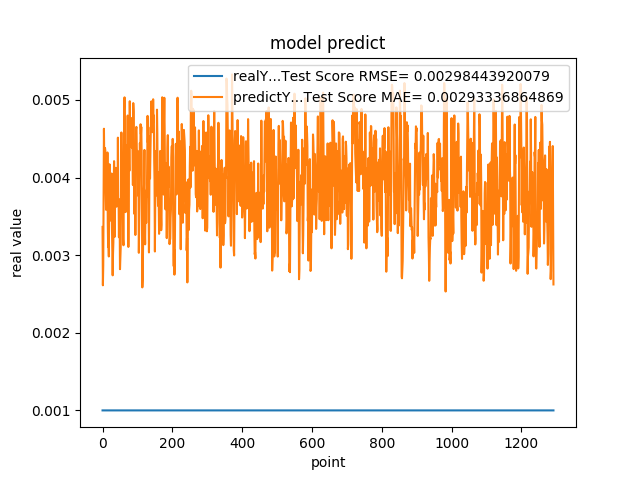 model predict
realY...Test Score RMSE= 0.00298443920079
predictY...Test Score MAE= 0.00293336864869
0.005
0.004
0.003
0.002
0.001
real value
0 200 400 600 800 1000 1200
point